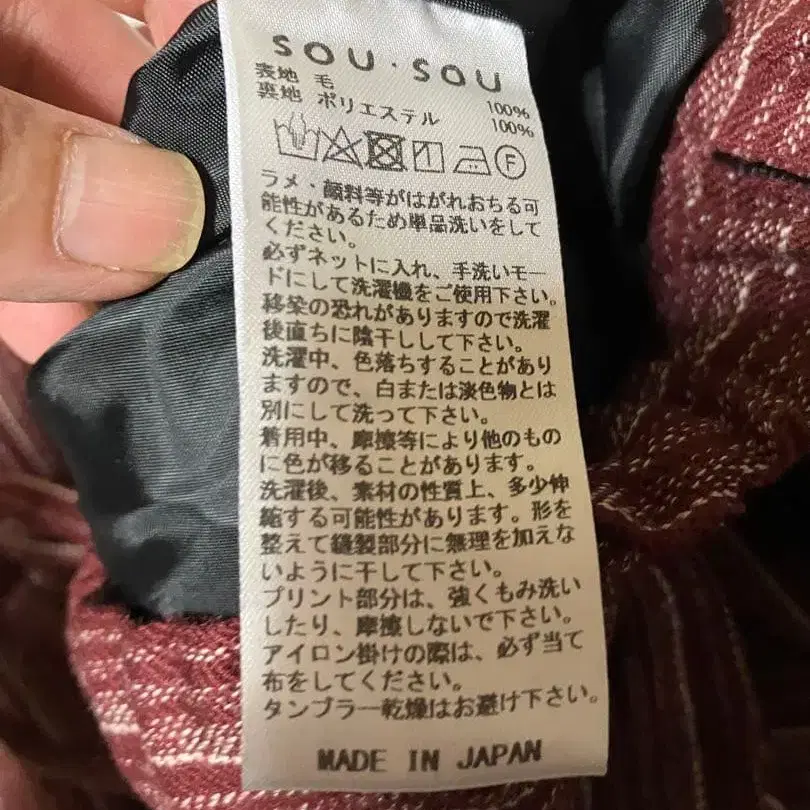 SOU・SOU
表地 毛 100%
裏地 ポリエステル 100%
F
ラメ・顔料等がはがれおちる可
能性があるため単品洗いをして
ください。
必ずネットに入れ、手洗いモー
ドにして洗濯機をご使用下さい。
移染の恐れがありますので洗濯
後直ちに陰干しして下さい。
洗濯中、色落ちすることがあり
ますので、白または淡色物とは
別にして洗って下さい。
着用中、摩擦等により他のもの
に色が移ることがあります。
洗濯後、素材の性質上、多少伸
縮する可能性があります。形を
整えて縫製部分に無理を加えな
いように干して下さい。
プリント部分は、強くもみ洗い
したり、摩擦しないで下さい。
アイロン掛けの際は、必ず当て
布をしてください。
タンブラー乾燥はお避け下さい。
MADE IN JAPAN